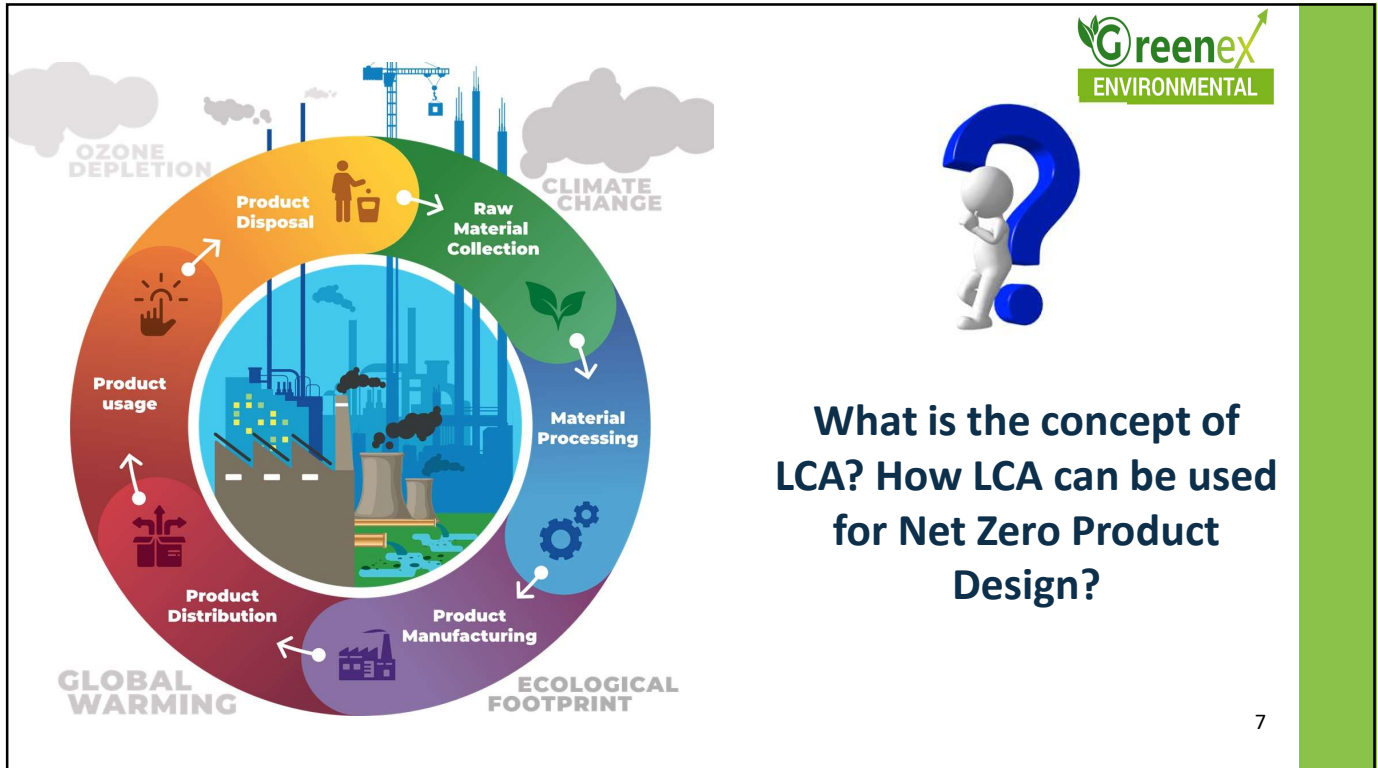 Greenex
ENVIRONMENTAL
OZONE
DEPLETION
CLIMATE
CHANGE
Product
Disposal
Raw
Material
Collection
Product
usage
Material
Processing
Product
Distribution
Product
Manufacturing
GLOBAL
WARMING
ECOLOGICAL
FOOTPRINT
What is the concept of
LCA? How LCA can be used
for Net Zero Product
Design?
7